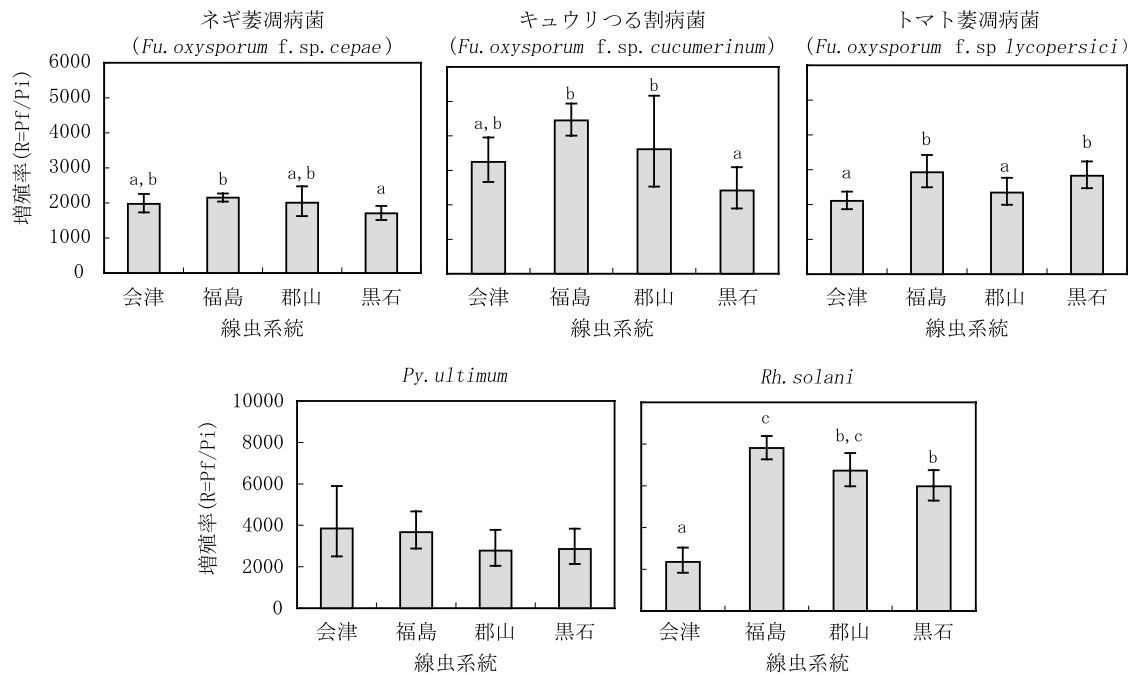 ネギ萎凋病菌
(Fu.oxysporum f.sp.cepae)
キュウリつる割病菌
(Fu.oxysporum f.sp.cucumerinum)
トマト萎凋病菌
(Fu.oxysporum f.sp lycopersici)
増殖率(R=Pf/Pi)
6000
5000
4000
3000
2000
1000
0
a,b
b
a,b
a
会津
福島
郡山
黒石
線虫系統
a,b
b
b
a
会津
福島
郡山
黒石
線虫系統
a
b
a
b
会津
福島
郡山
黒石
線虫系統
Py.ultimum
増殖率(R=Pf/Pi)
10000
8000
6000
4000
2000
0
会津
福島
郡山
黒石
線虫系統
Rh.solani
a
c
b,c
b
会津
福島
郡山
黒石
線虫系統